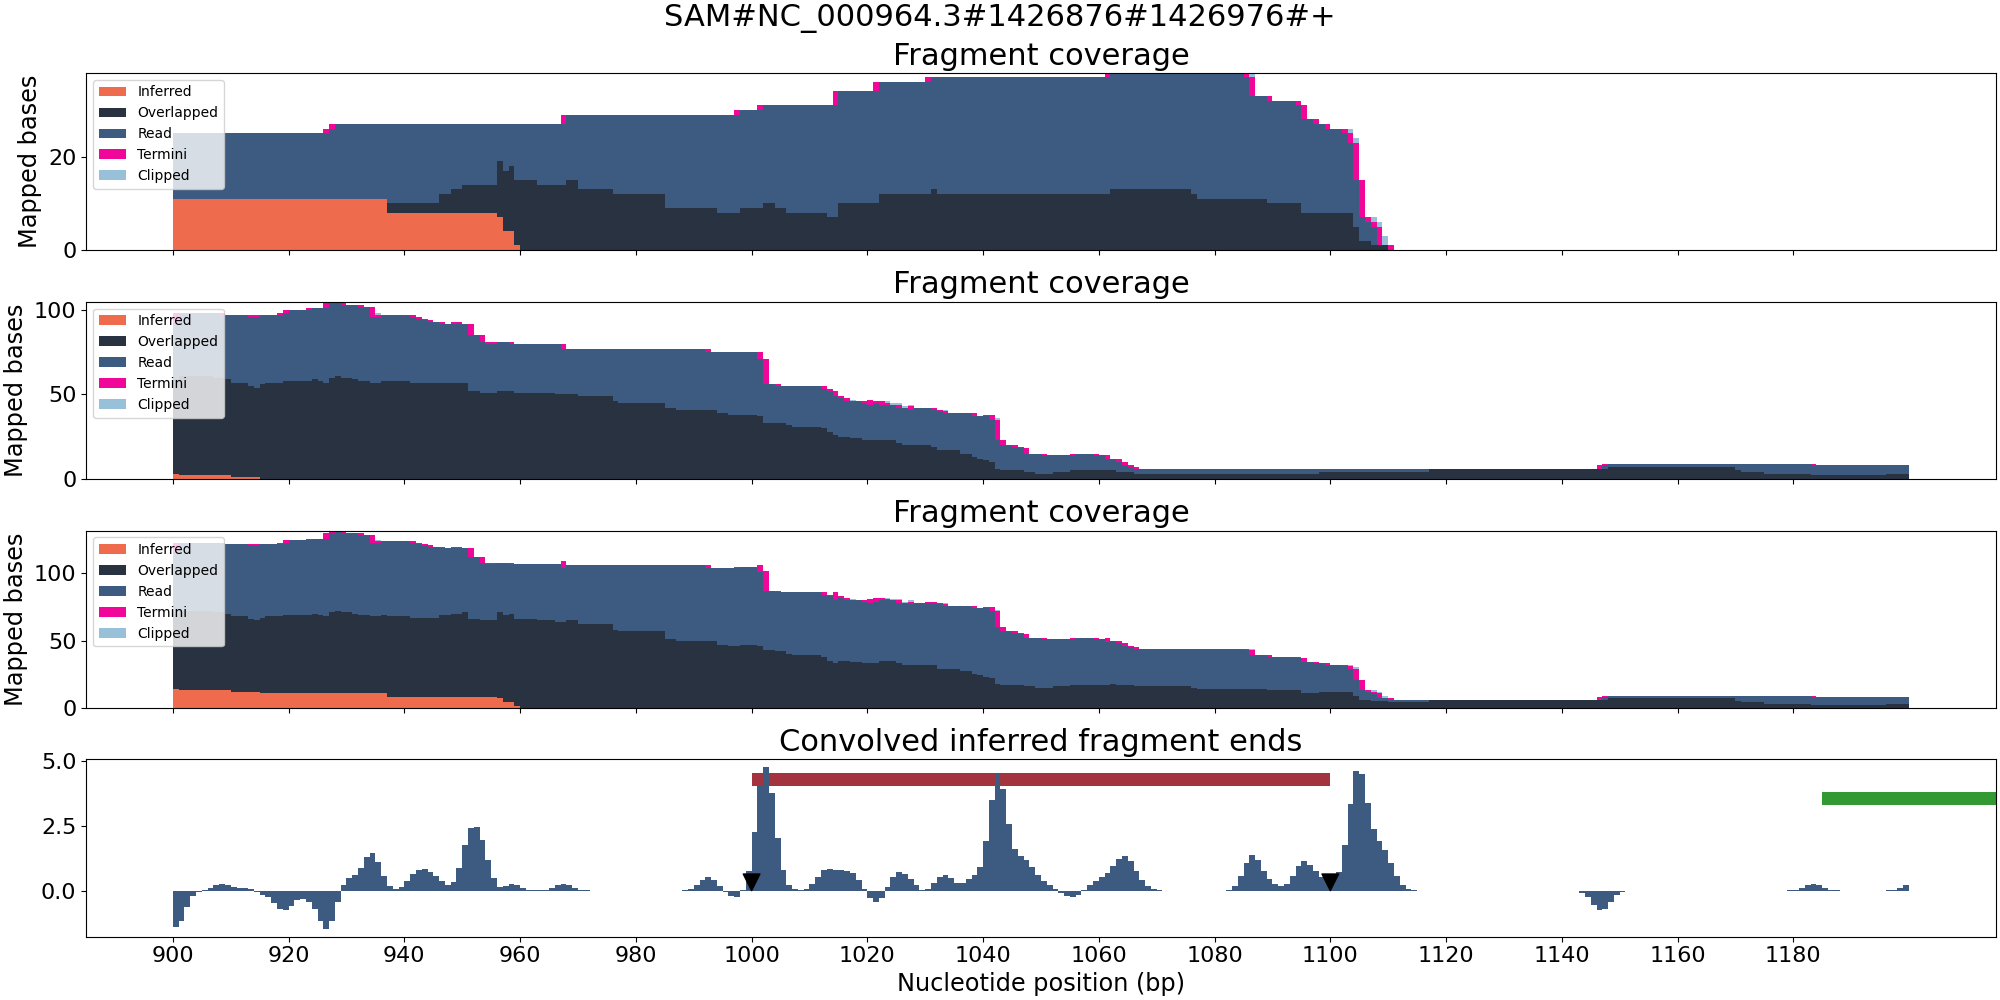 SAM#NC_000964.3#1426876#1426976#+
Fragment coverage
Mapped bases
20
0
Inferred
Overlapped
Read
Termini
Clipped
Fragment coverage
Mapped bases
100
50
0
Inferred
Overlapped
Read
Termini
Clipped
Fragment coverage
Mapped bases
100
50
0
Inferred
Overlapped
Read
Termini
Clipped
Convolved inferred fragment ends
5.0
2.5
0.0
900 920 940 960 980 1000 1020 1040 1060 1080 1100 1120 1140 1160 1180
Nucleotide position (bp)